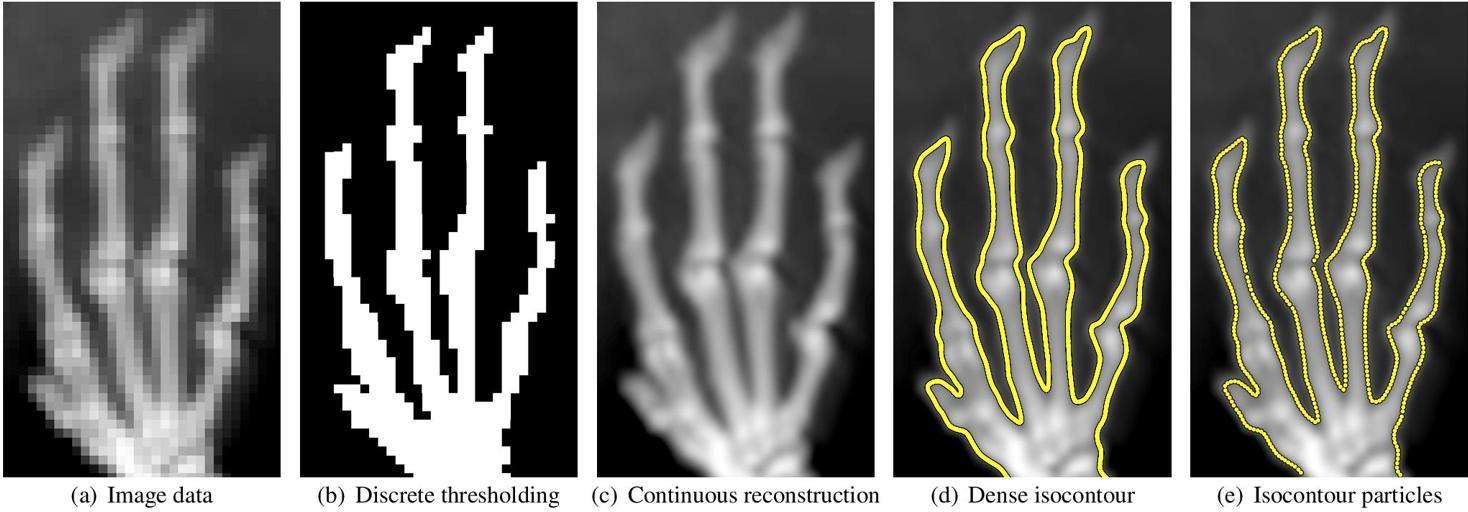 (a) Image data
(b) Discrete thresholding
(c) Continuous reconstruction
(d) Dense isocontour
(e) Isocontour particles